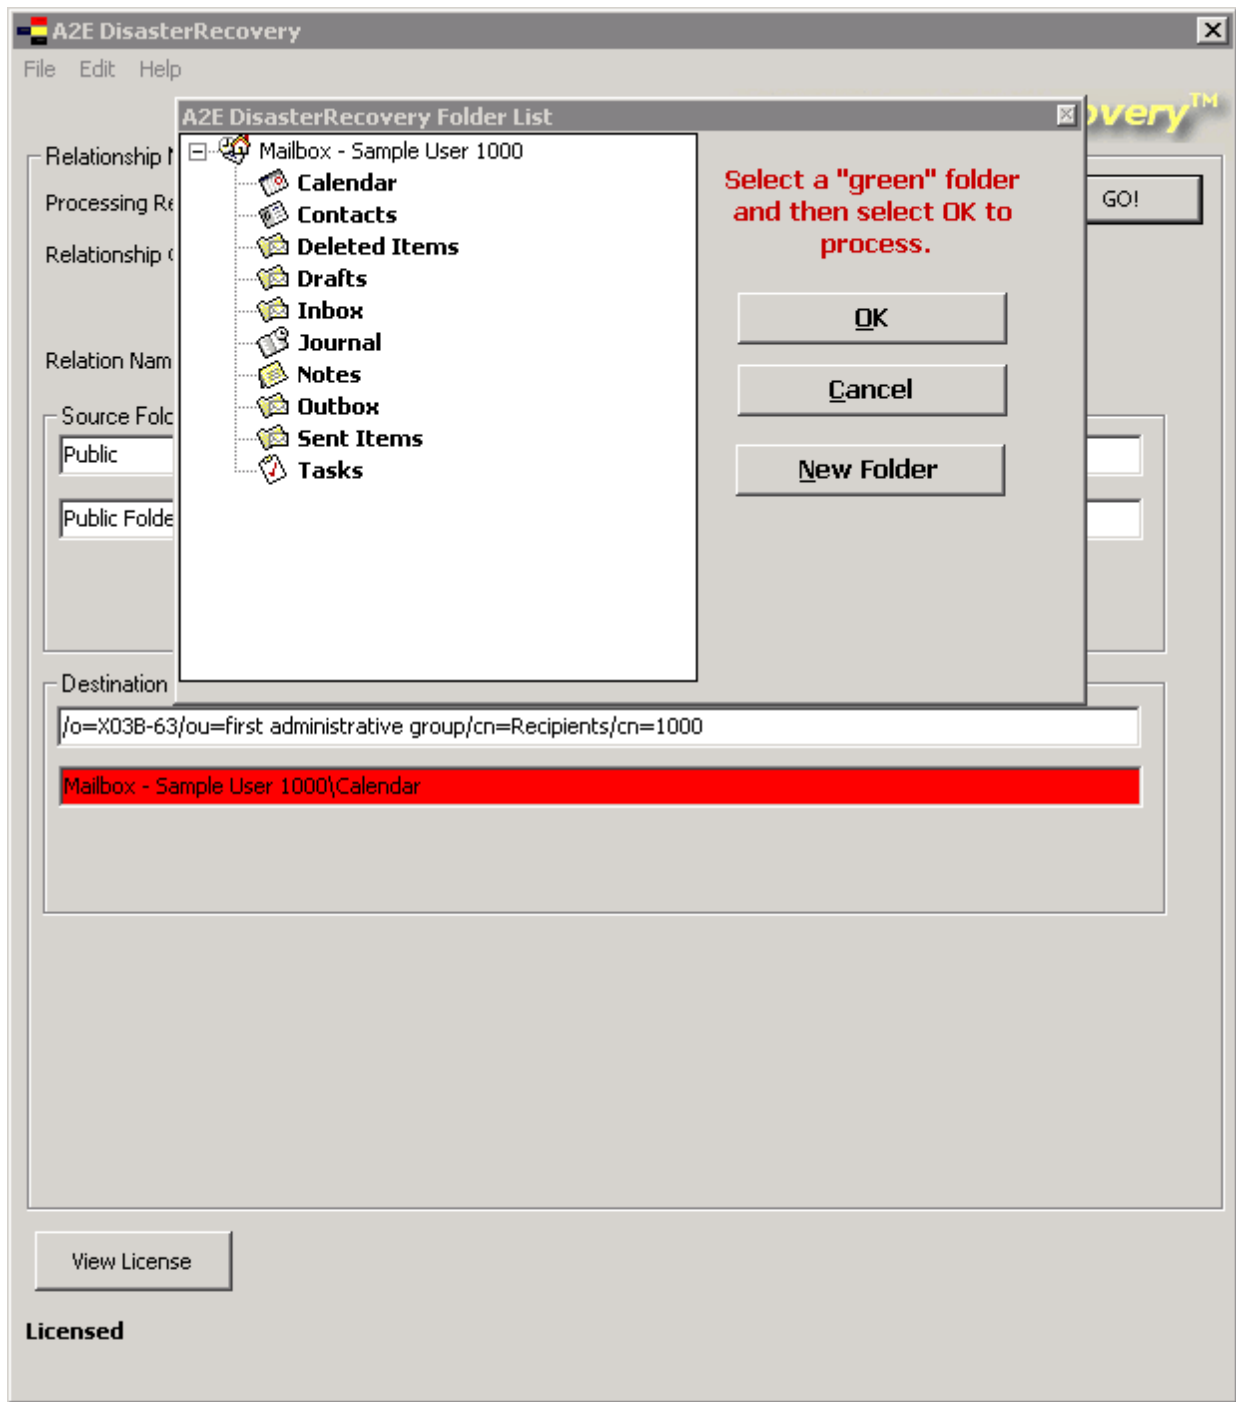 A2E DisasterRecovery
File Edit Help
overy™
A2E DisasterRecovery Folder List
Mailbox - Sample User 1000
Calendar
Contacts
Deleted Items
Drafts
Inbox
Journal
Notes
Outbox
Sent Items
Tasks
Select a "green" folder
and then select OK to
process.
OK
Cancel
New Folder
Relationship
Processing Re
GO!
Relationship
Relation Nam
Source Fold
Public
Public Folde
Destination
/o=X03B-63/ou=first administrative group/cn=Recipients/cn=1000
Mailbox - Sample User 1000\Calendar
View License
Licensed